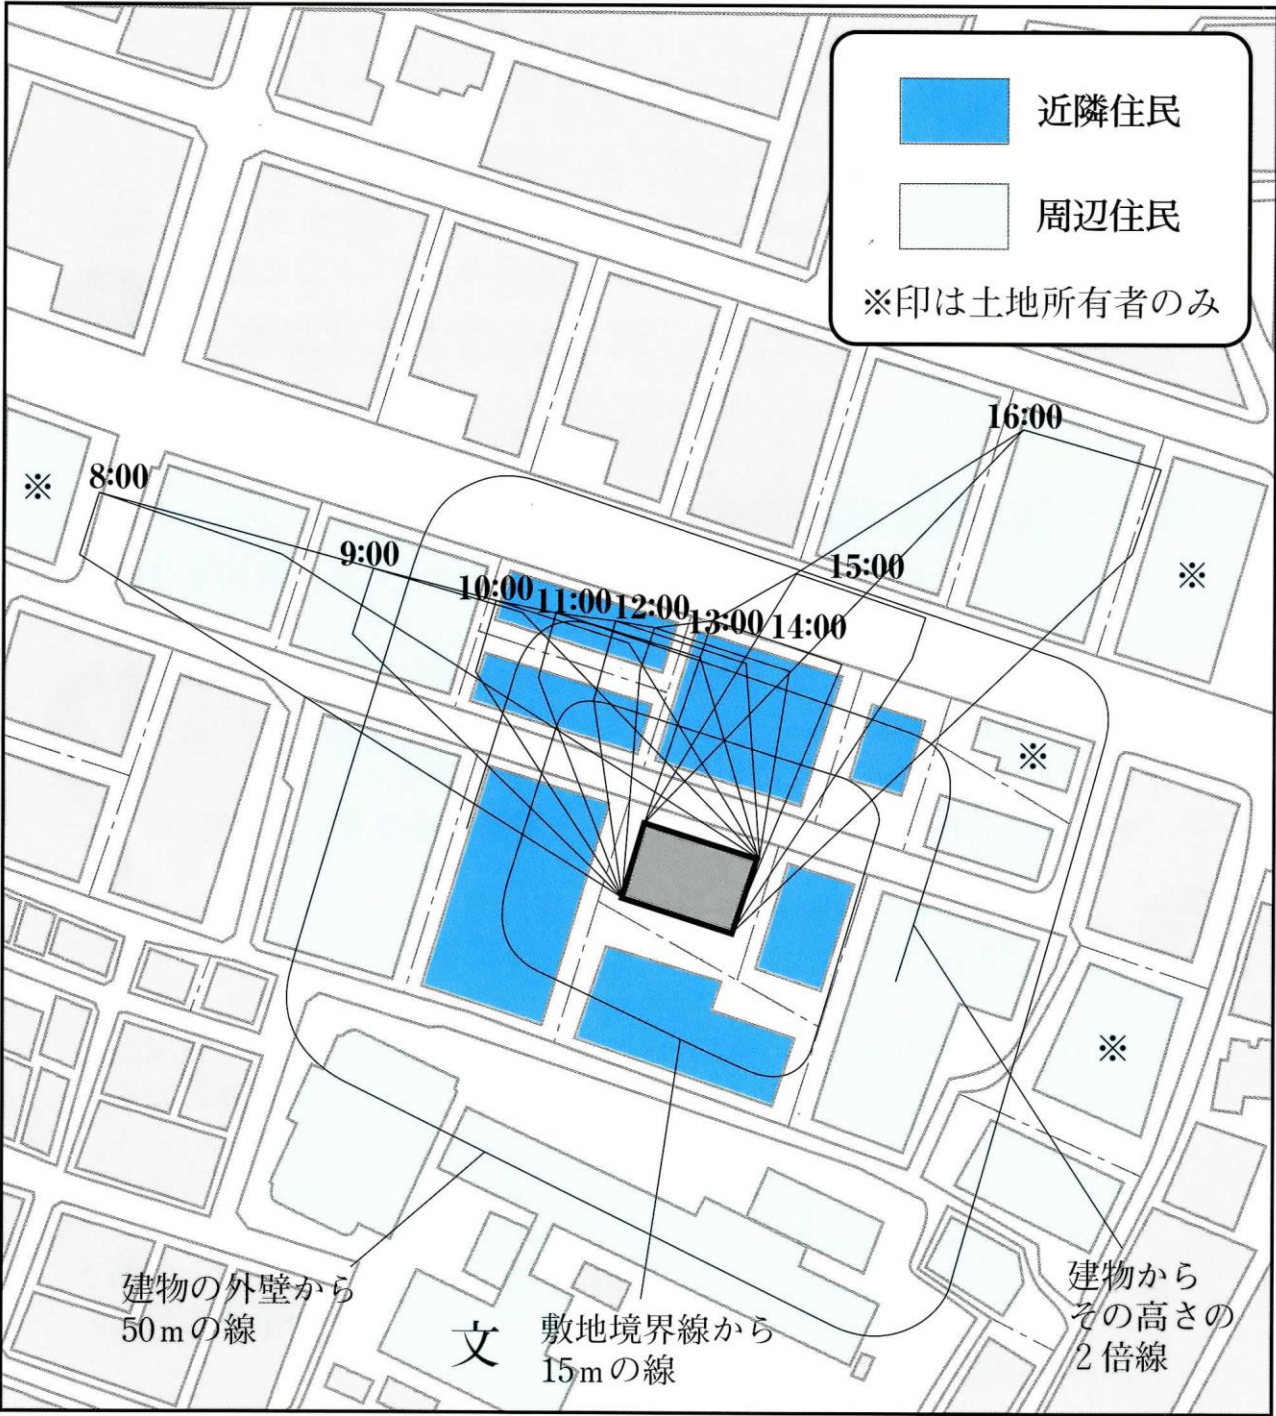 近隣住民
周辺住民
※印は土地所有者のみ
16:00
※
8:00
9:00
15:00
※
10:00
11:00
12:00
13:00
14:00
※
※
建物の外壁から
50mの線
文
敷地境界線から
15mの線
建物から
その高さの
2倍線